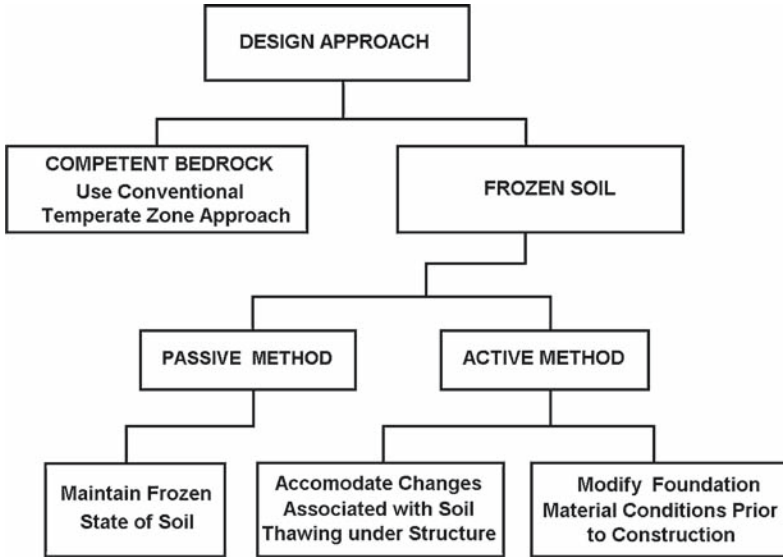 DESIGN APPROACH
COMPETENT BEDROCK
Use Conventional
Temperate Zone Approach
FROZEN SOIL
PASSIVE METHOD
ACTIVE METHOD
Maintain Frozen
State of Soil
Accomodate Changes
Associated with Soil
Thawing under Structure
Modify Foundation
Material Conditions Prior
to Construction